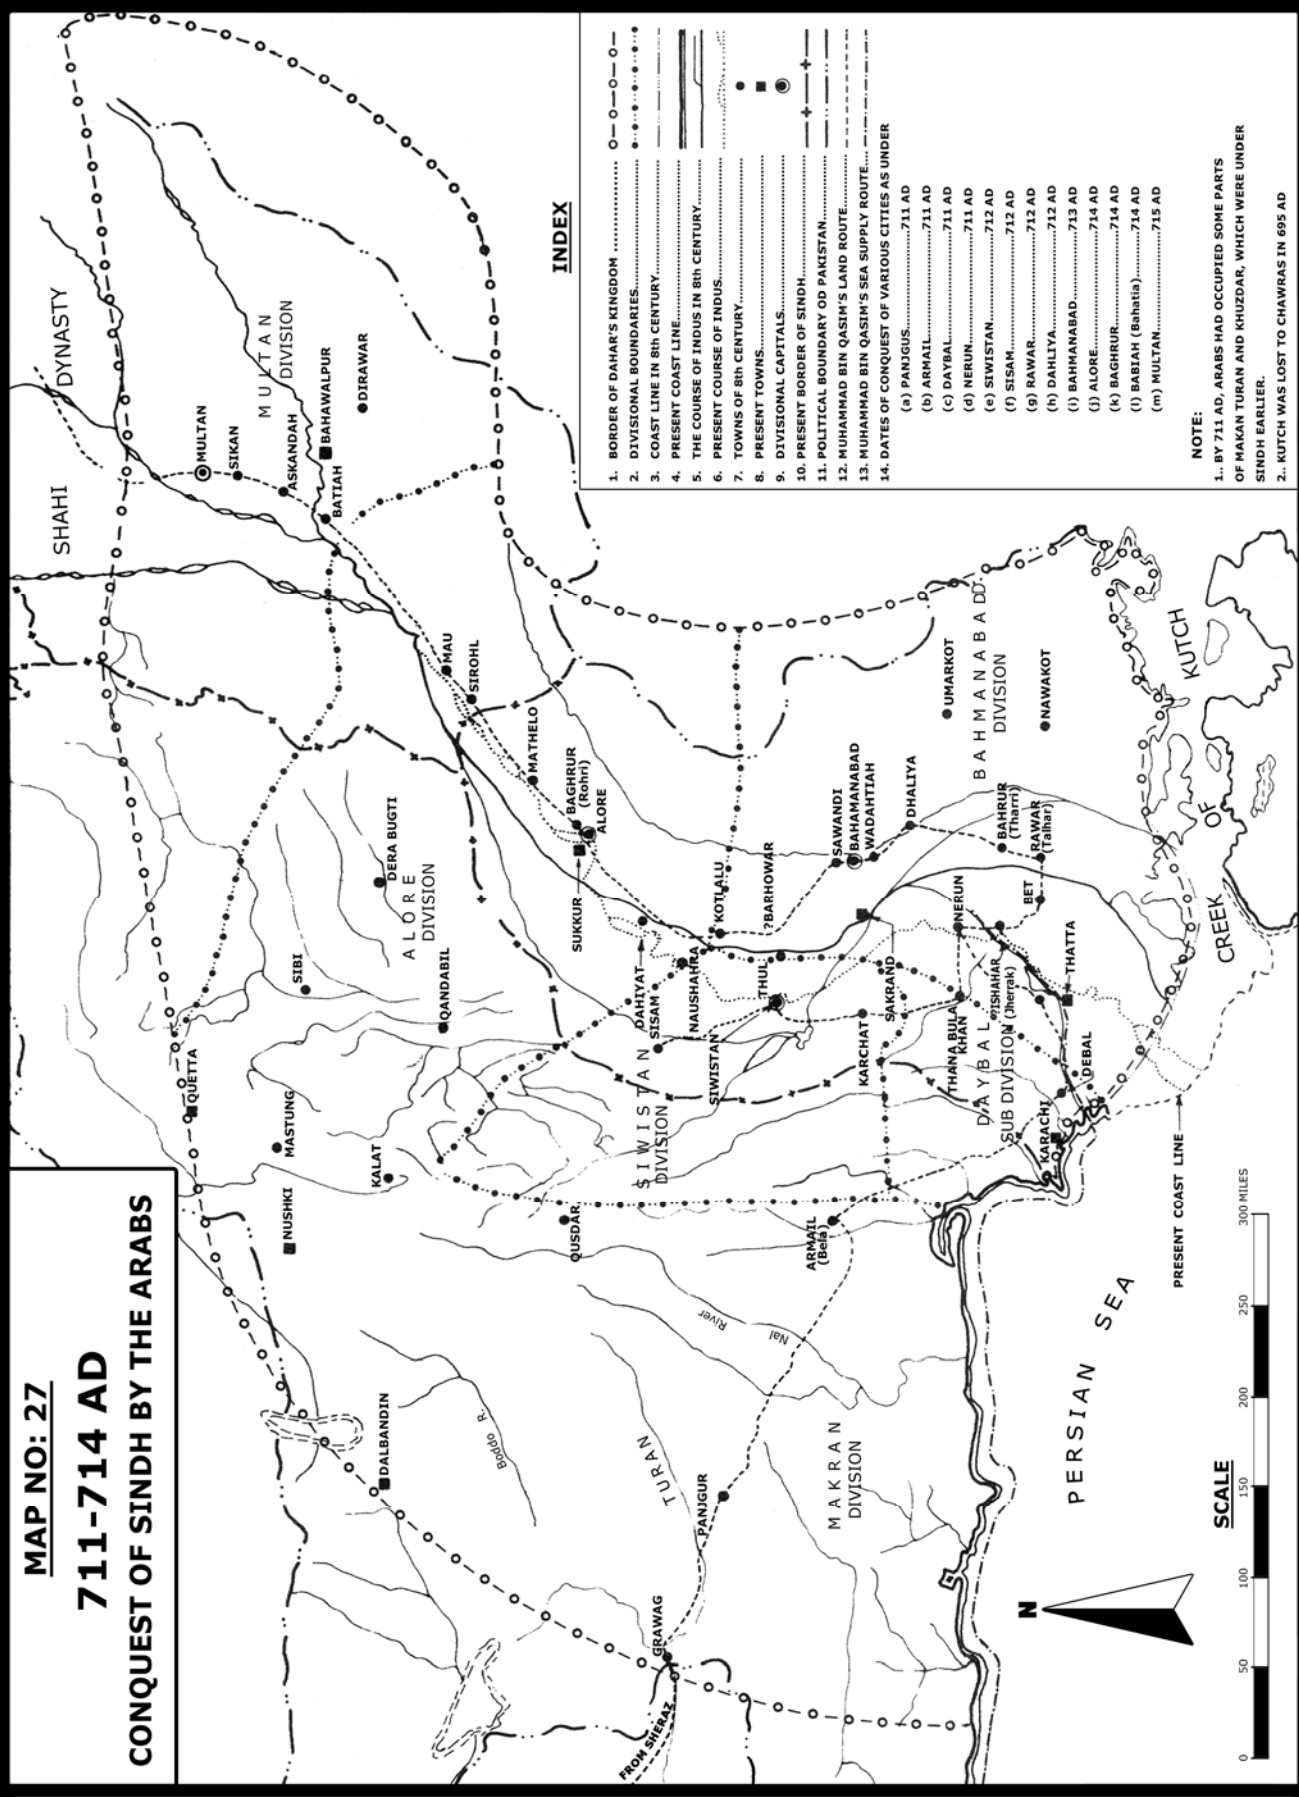 MAP NO: 27
711-714 AD
CONQUEST OF SINDH BY THE ARABS
SHAHI
DYNASTY
MULTAN
DIVISION
MULTAN
SIKAN
ASKANDAH
BAHAWALPUR
BATIAH
DIRAWAR
QUETTA
MASTUNG
NUSHKI
KALAT
SIBI
DERA BUGTI
ALORE
DIVISION
QANDABIL
DALBANDIN
MAU
SIROHL
MATHELO
BAGHRUR
(Rohri)
ALORE
SUKKUR
QUSDAR
Boddo R.
TURAN
River
Nal
GRAWAG
FROM SHERAZ
PANJGUR
MAKRAN
DIVISION
ARMAIL
(Bela)
SIWISTAN
DIVISION
DAHIYAT
SISAM
NAUSHAHRA
SIWISTAN
THUL
KOTLALU
?BARHOWAR
SAWANDI
BAHAMANABAD
WADAHTIAH
DHALIYA
KARCHAT
SAKRAND
UMARKOT
BAHMANABADD
DIVISION
NAWAKOT
BAHRUR
(Tharri)
RAWAR
(Talhar)
BET
NERUN
THANA BULA
KHAN
?ISHAHAR
(Jherrak)
THATTA
DAYBAL
SUB DIVISION
DEBAL
KARACHI
PRESENT COAST LINE
CREEK OF KUTCH
PERSIAN SEA
N
SCALE
0 50 100 150 200 250 300 MILES
INDEX
1. BORDER OF DAHAR'S KINGDOM
2. DIVISIONAL BOUNDARIES
3. COAST LINE IN 8th CENTURY
4. PRESENT COAST LINE
5. THE COURSE OF INDUS IN 8th CENTURY
6. PRESENT COURSE OF INDUS
7. TOWNS OF 8th CENTURY
8. PRESENT TOWNS
9. DIVISIONAL CAPITALS
10. PRESENT BORDER OF SINDH
11. POLITICAL BOUNDARY OD PAKISTAN
12. MUHAMMAD BIN QASIM'S LAND ROUTE
13. MUHAMMAD BIN QASIM'S SEA SUPPLY ROUTE
14. DATES OF CONQUEST OF VARIOUS CITIES AS UNDER
(a) PANJGUS 711 AD
(b) ARMAIL 711 AD
(c) DAYBAL 711 AD
(d) NERUN 711 AD
(e) SIWISTAN 712 AD
(f) SISAM 712 AD
(g) RAWAR 712 AD
(h) DAHLIYA 712 AD
(i) BAHMANABAD 713 AD
(j) ALORE 714 AD
(k) BAGHRUR 714 AD
(l) BABIAH (Bahatia) 714 AD
(m) MULTAN 715 AD
NOTE:
1.. BY 711 AD, ARABS HAD OCCUPIED SOME PARTS
OF MAKAN TURAN AND KHUZDAR, WHICH WERE UNDER
SINDH EARLIER.
2.. KUTCH WAS LOST TO CHAWRAS IN 695 AD